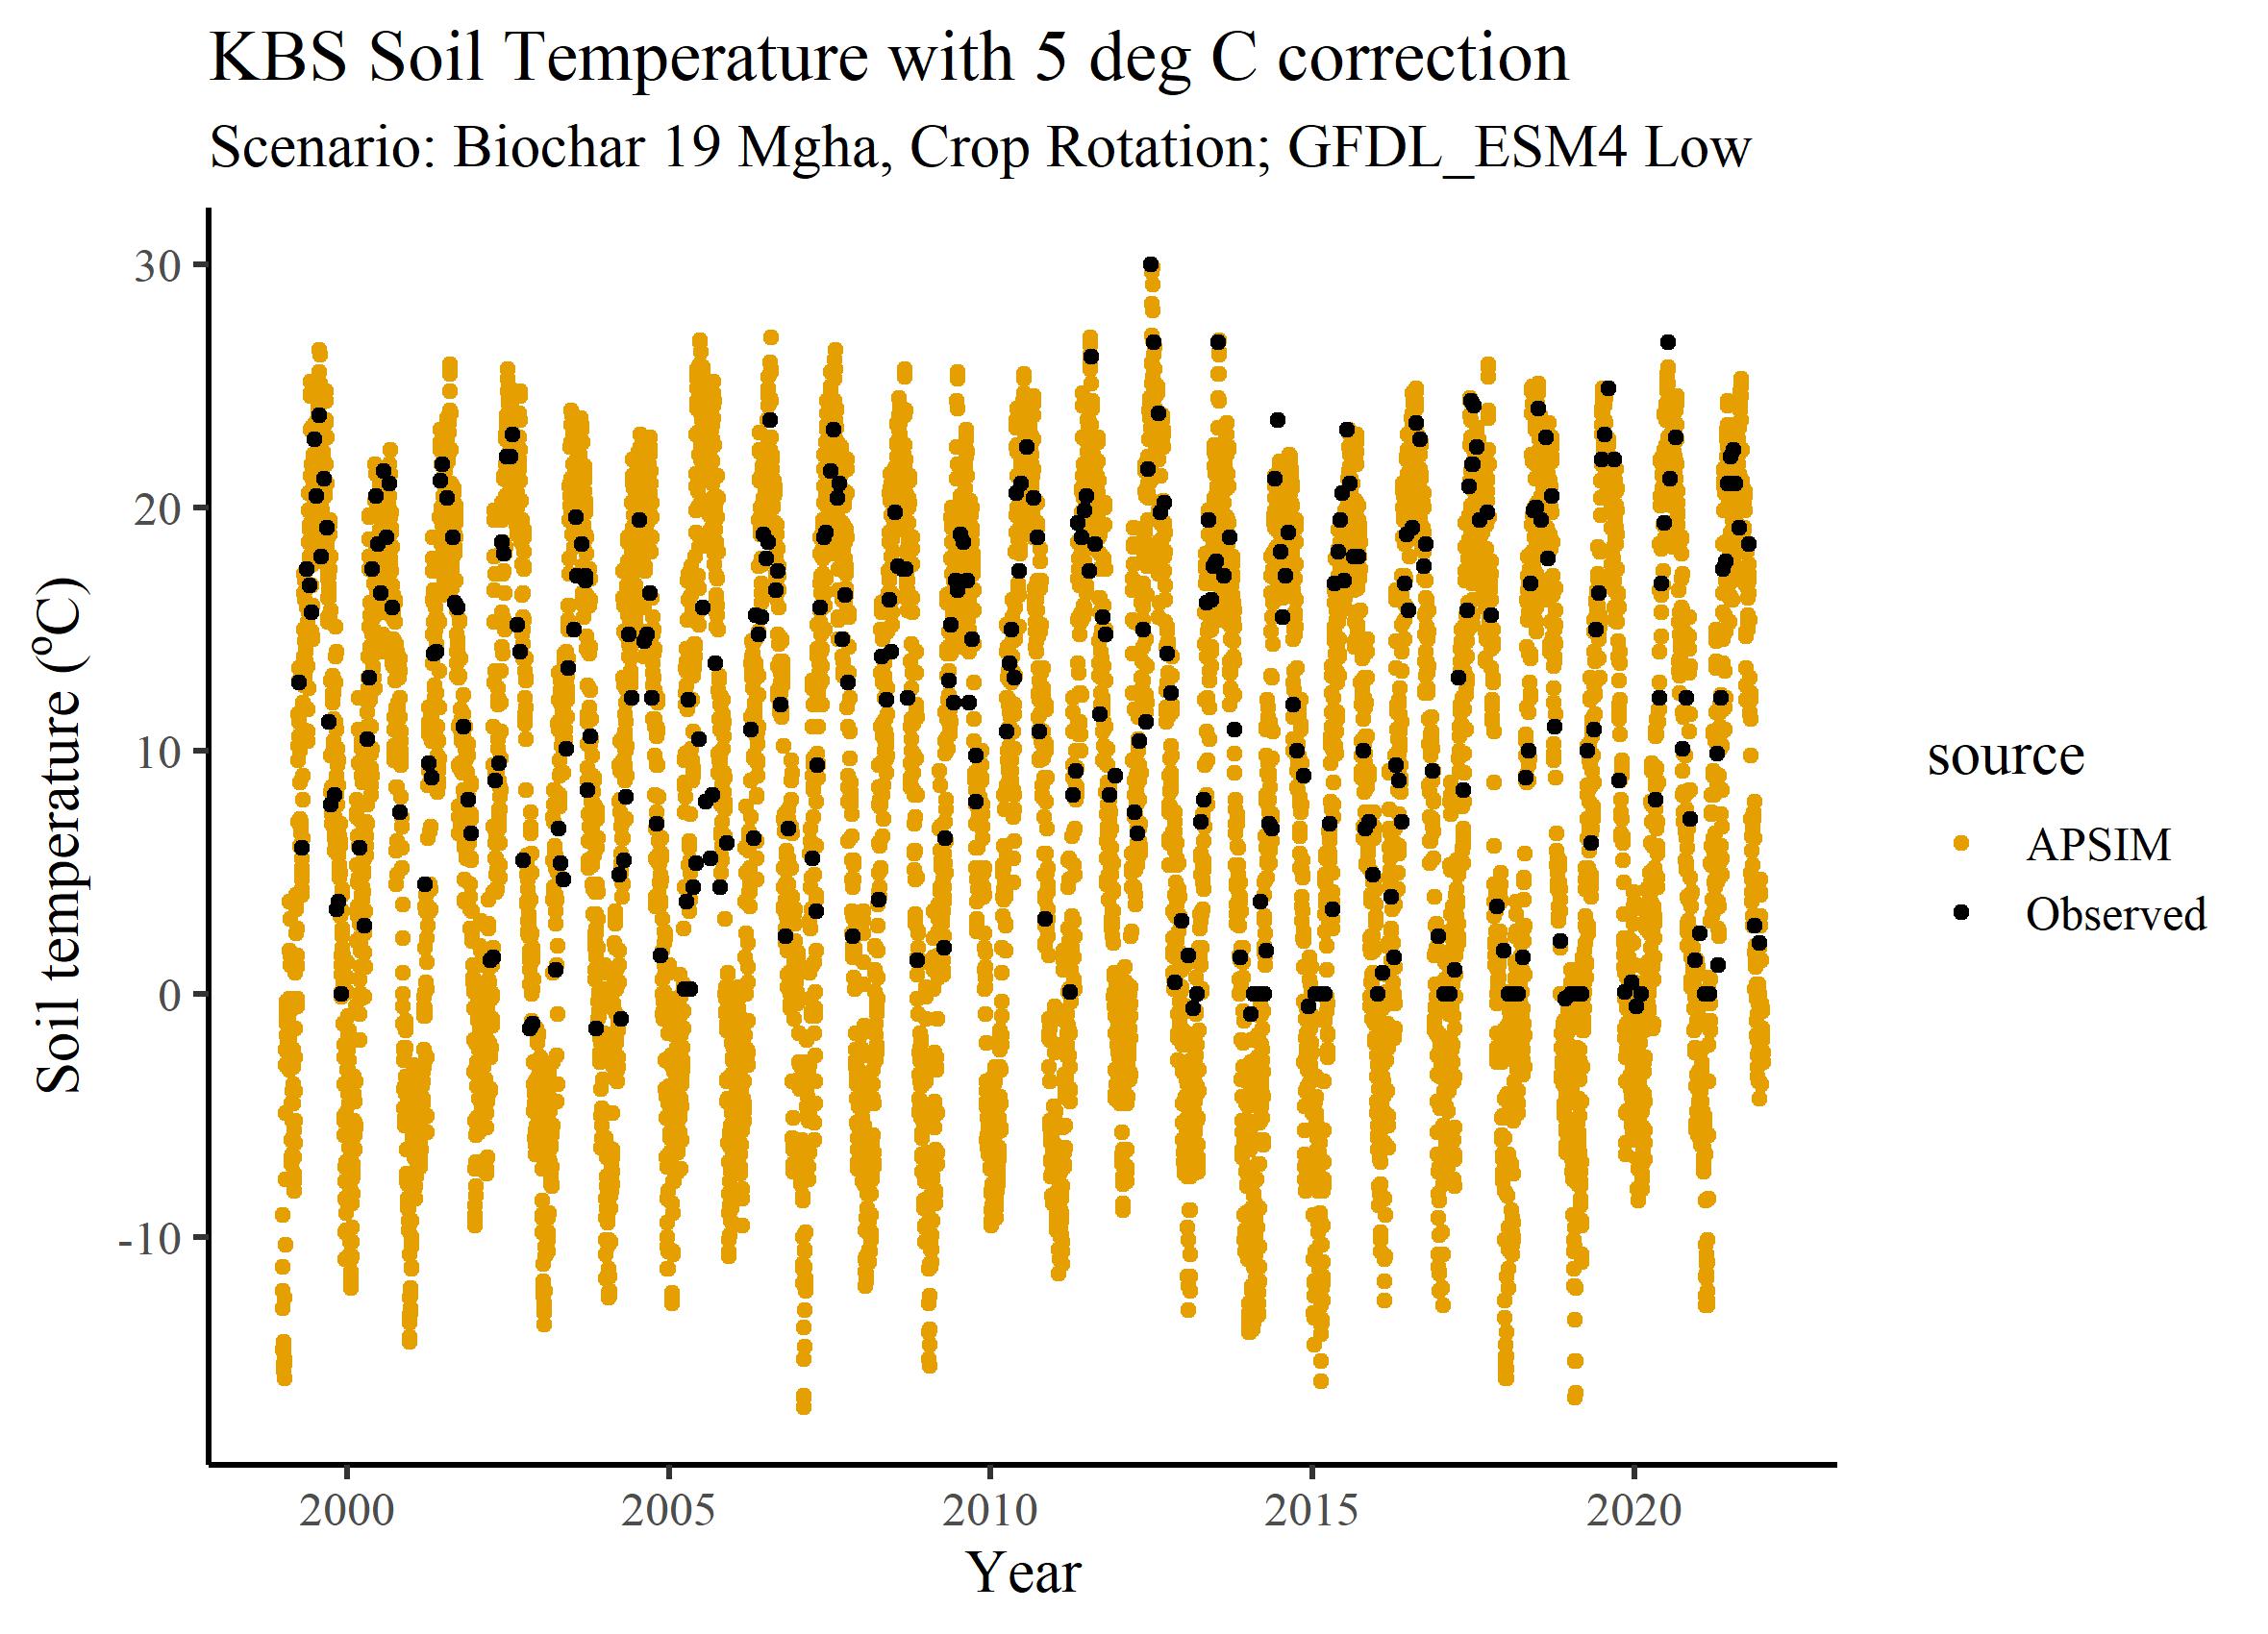 KBS Soil Temperature with 5 deg C correction
Scenario: Biochar 19 Mgha, Crop Rotation; GFDL_ESM4 Low
Soil temperature (ºC)
30
20
10
0
-10
2000 2005 2010 2015 2020
Year
source
APSIM
Observed